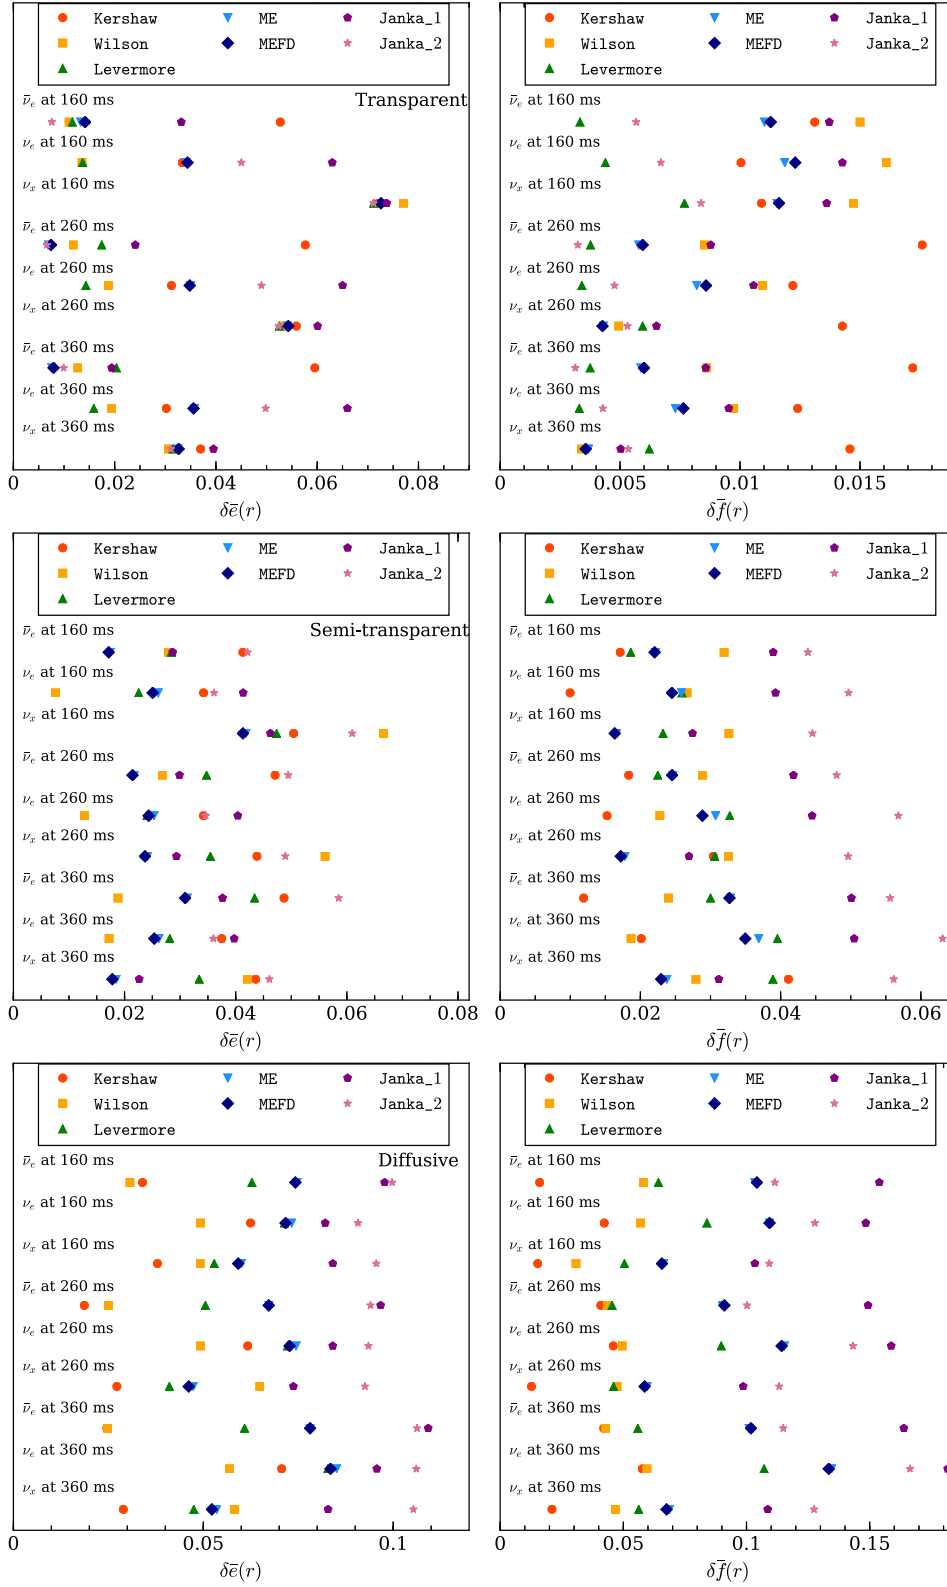 Kershaw ME Janka_1
Wilson MEFD Janka_2
Levermore
Transparent
ν̄ₑ at 160 ms
νₑ at 160 ms
νₓ at 160 ms
ν̄ₑ at 260 ms
νₑ at 260 ms
νₓ at 260 ms
ν̄ₑ at 360 ms
νₑ at 360 ms
νₓ at 360 ms
0 0.02 0.04 0.06 0.08
δē(r)
Kershaw ME Janka_1
Wilson MEFD Janka_2
Levermore
ν̄ₑ at 160 ms
νₑ at 160 ms
νₓ at 160 ms
ν̄ₑ at 260 ms
νₑ at 260 ms
νₓ at 260 ms
ν̄ₑ at 360 ms
νₑ at 360 ms
νₓ at 360 ms
0 0.005 0.01 0.015
δf̄(r)
Kershaw ME Janka_1
Wilson MEFD Janka_2
Levermore
Semi-transparent
ν̄ₑ at 160 ms
νₑ at 160 ms
νₓ at 160 ms
ν̄ₑ at 260 ms
νₑ at 260 ms
νₓ at 260 ms
ν̄ₑ at 360 ms
νₑ at 360 ms
νₓ at 360 ms
0 0.02 0.04 0.06 0.08
δē(r)
Kershaw ME Janka_1
Wilson MEFD Janka_2
Levermore
ν̄ₑ at 160 ms
νₑ at 160 ms
νₓ at 160 ms
ν̄ₑ at 260 ms
νₑ at 260 ms
νₓ at 260 ms
ν̄ₑ at 360 ms
νₑ at 360 ms
νₓ at 360 ms
0 0.02 0.04 0.06
δf̄(r)
Kershaw ME Janka_1
Wilson MEFD Janka_2
Levermore
Diffusive
ν̄ₑ at 160 ms
νₑ at 160 ms
νₓ at 160 ms
ν̄ₑ at 260 ms
νₑ at 260 ms
νₓ at 260 ms
ν̄ₑ at 360 ms
νₑ at 360 ms
νₓ at 360 ms
0 0.05 0.1
δē(r)
Kershaw ME Janka_1
Wilson MEFD Janka_2
Levermore
ν̄ₑ at 160 ms
νₑ at 160 ms
νₓ at 160 ms
ν̄ₑ at 260 ms
νₑ at 260 ms
νₓ at 260 ms
ν̄ₑ at 360 ms
νₑ at 360 ms
νₓ at 360 ms
0 0.05 0.1 0.15
δf̄(r)